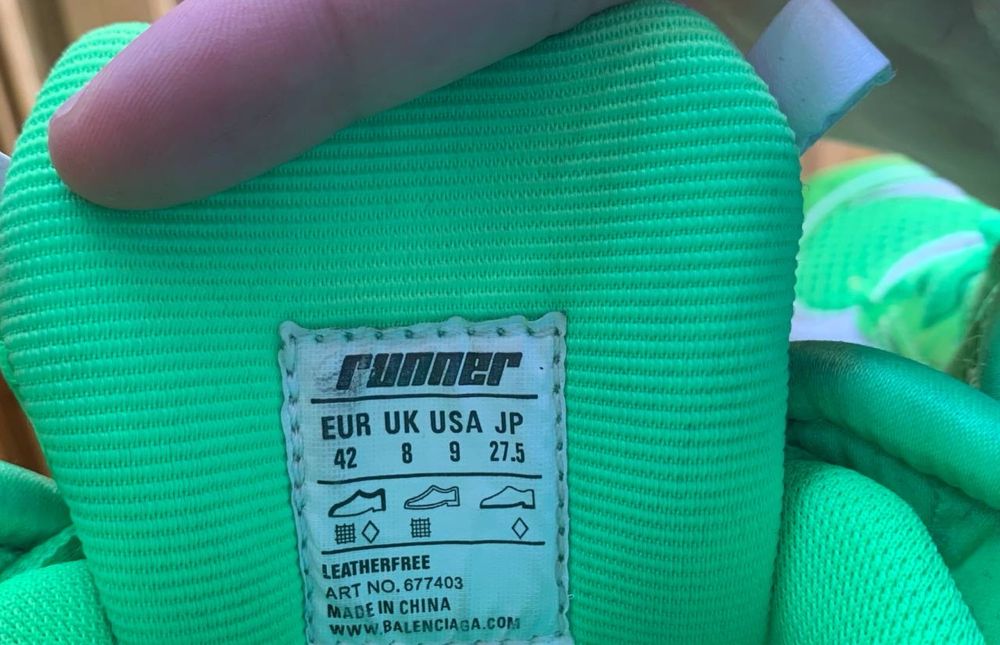 runner
EUR UK USA JP
42 8 9 27.5
LEATHERFREE
ART NO. 677403
MADE IN CHINA
WWW.BALENCIAGA.COM